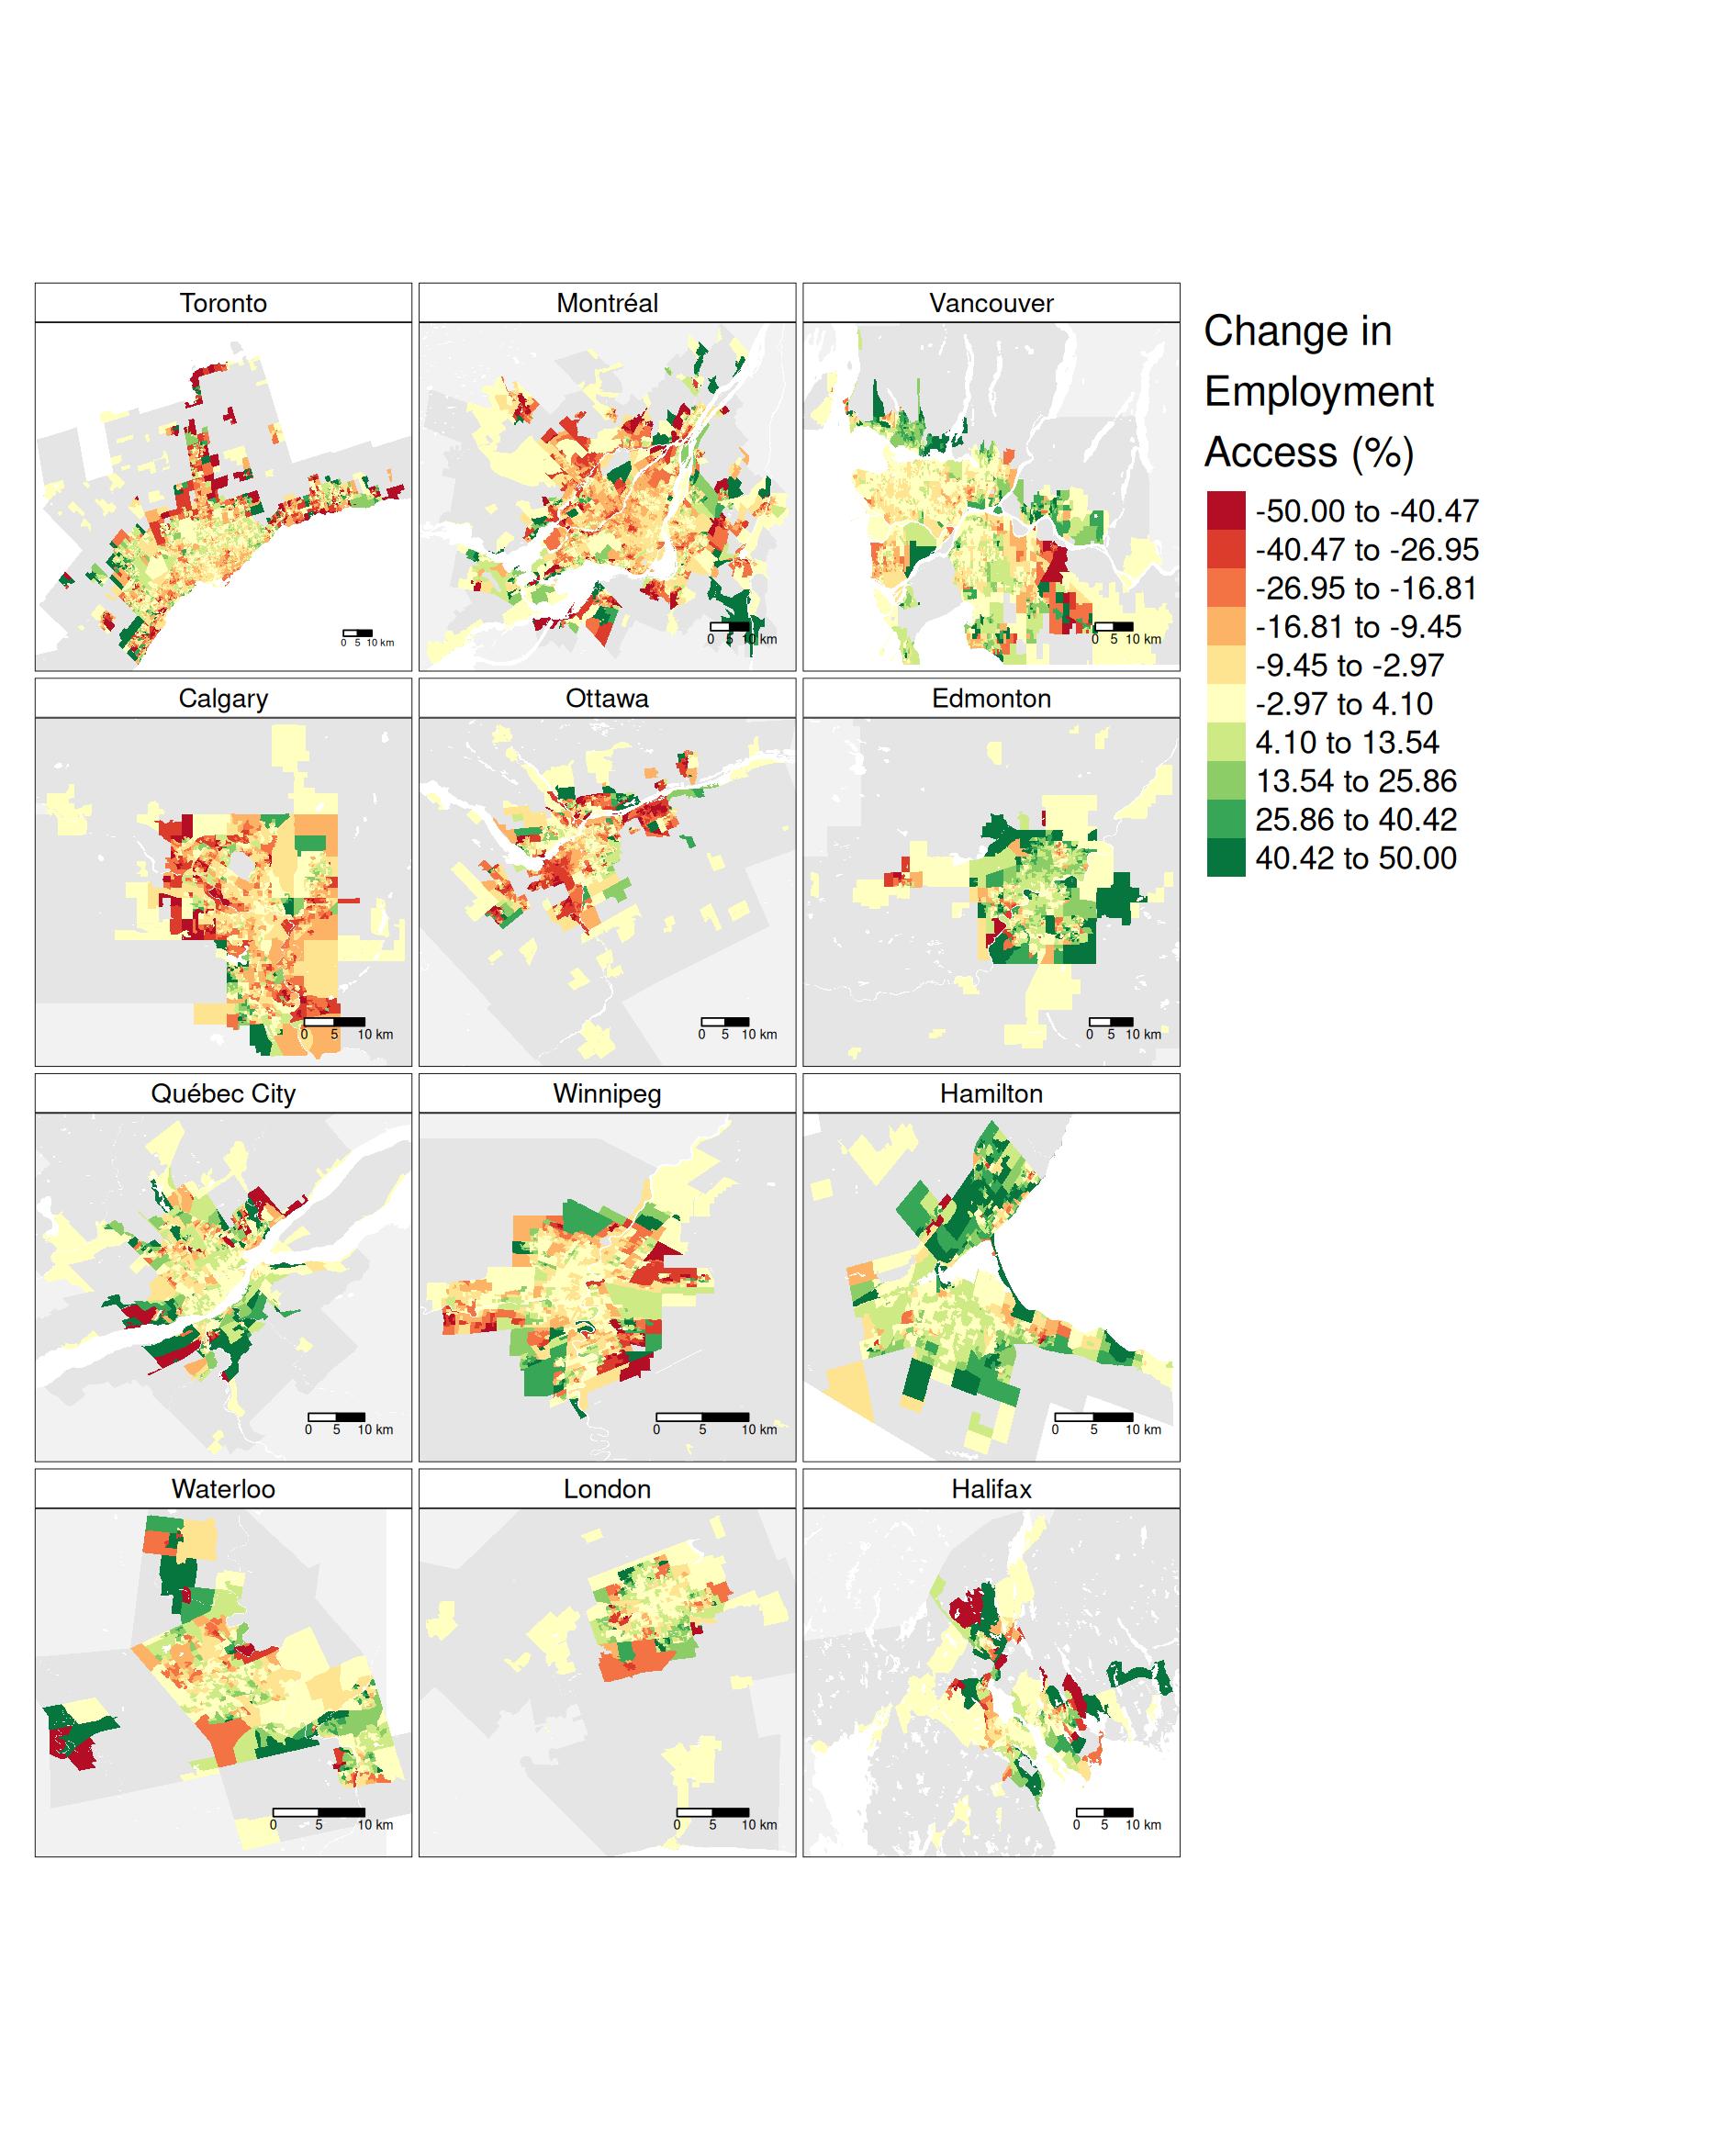 Toronto
Montréal
Vancouver
0 5 10 km
0 5 10 km
0 5 10 km
Calgary
Ottawa
Edmonton
0 5 10 km
0 5 10 km
0 5 10 km
Québec City
Winnipeg
Hamilton
0 5 10 km
0 5 10 km
0 5 10 km
Waterloo
London
Halifax
0 5 10 km
0 5 10 km
0 5 10 km
Change in
Employment
Access (%)
-50.00 to -40.47
-40.47 to -26.95
-26.95 to -16.81
-16.81 to -9.45
-9.45 to -2.97
-2.97 to 4.10
4.10 to 13.54
13.54 to 25.86
25.86 to 40.42
40.42 to 50.00